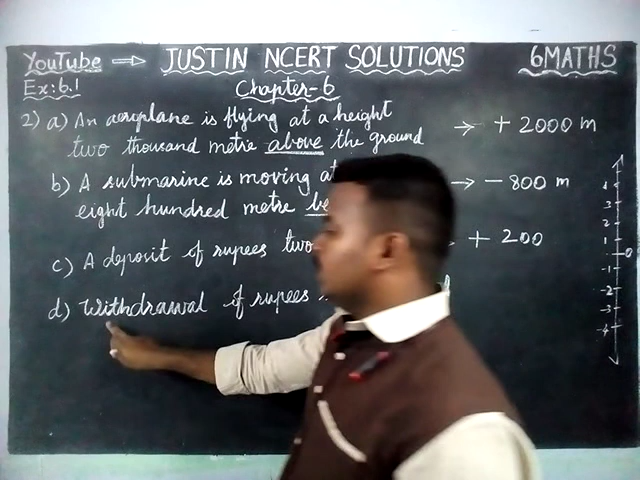 YouTube → JUSTIN NCERT SOLUTIONS 6MATHS
Ex:6.1 Chapter-6
2) a) An aeroplane is flying at a height
two thousand metre above the ground → + 2000 m
b) A submarine is moving at
eight hundred metre → - 800 m
c) A deposit of rupees two + 200
d) Withdrawal of rupees
4
3
2
1
0
-1
-2
-3
-4